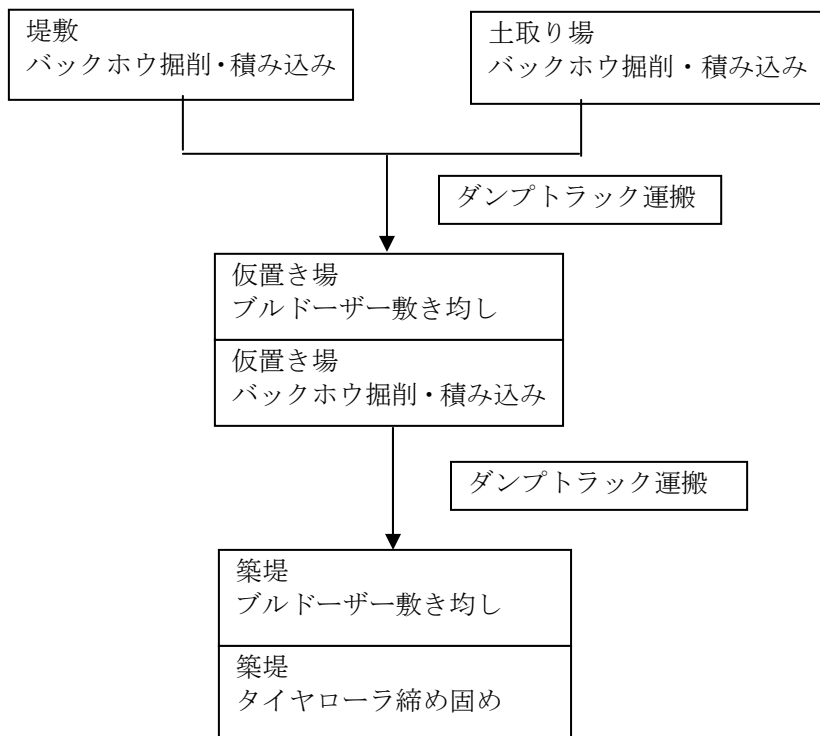 堤敷
バックホウ掘削・積み込み
土取り場
バックホウ掘削・積み込み
ダンプトラック運搬
仮置き場
ブルドーザー敷き均し
仮置き場
バックホウ掘削・積み込み
ダンプトラック運搬
築堤
ブルドーザー敷き均し
築堤
タイヤローラ締め固め